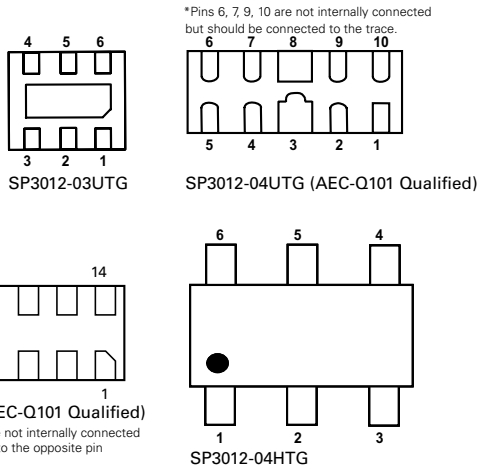 *Pins 6, 7, 9, 10 are not internally connected
but should be connected to the trace.
4 5 6
3 2 1
SP3012-03UTG
6 7 8 9 10
5 4 3 2 1
SP3012-04UTG (AEC-Q101 Qualified)
14
1
EC-Q101 Qualified)
not internally connected
to the opposite pin
6 5 4
1 2 3
SP3012-04HTG